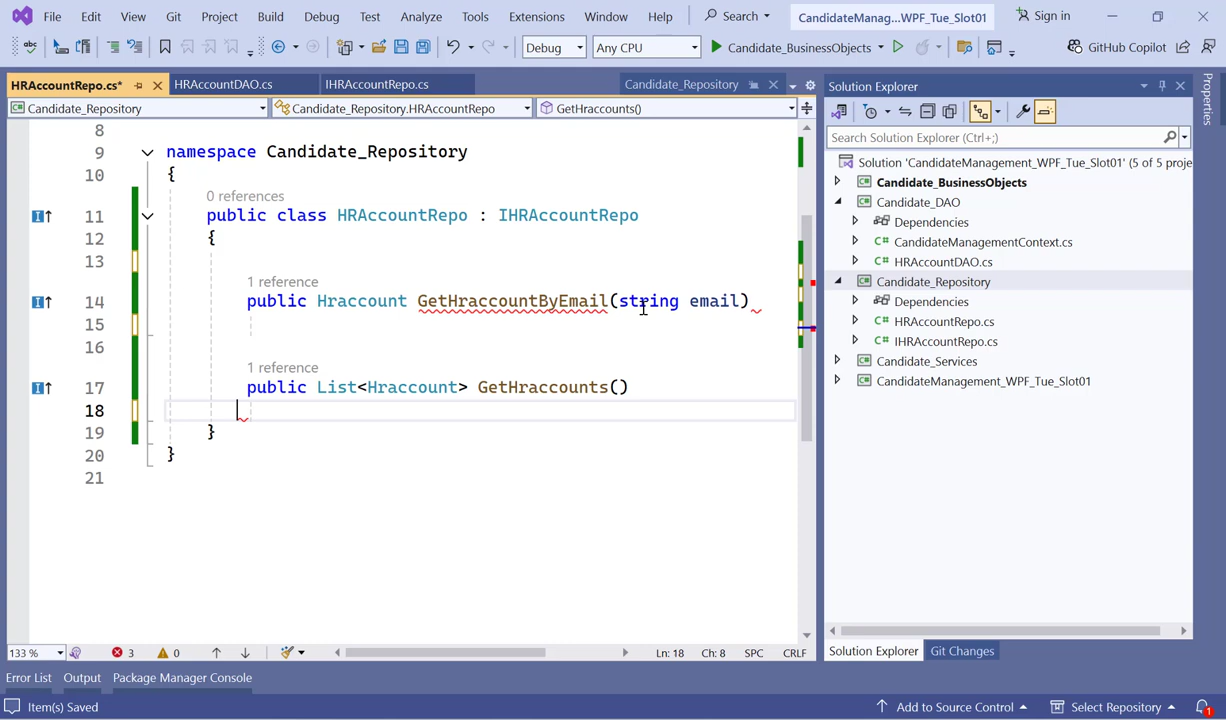 File Edit View Git Project Build Debug Test Analyze Tools Extensions Window Help Search CandidateManag...WPF_Tue_Slot01 Sign in
Debug Any CPU Candidate_BusinessObjects GitHub Copilot
HRAccountRepo.cs* HRAccountDAO.cs IHRAccountRepo.cs Candidate_Repository
Candidate_Repository Candidate_Repository.HRAccountRepo GetHraccounts()
8
9 namespace Candidate_Repository
10 {
0 references
11 public class HRAccountRepo : IHRAccountRepo
12 {
13
1 reference
14 public Hraccount GetHraccountByEmail(string email)
15
16
1 reference
17 public List<Hraccount> GetHraccounts()
18
19 }
20 }
21
133 % 3 0 Ln: 18 Ch: 8 SPC CRLF
Solution Explorer
Search Solution Explorer (Ctrl+;)
Solution 'CandidateManagement_WPF_Tue_Slot01' (5 of 5 proje
Candidate_BusinessObjects
Candidate_DAO
Dependencies
CandidateManagementContext.cs
HRAccountDAO.cs
Candidate_Repository
Dependencies
HRAccountRepo.cs
IHRAccountRepo.cs
Candidate_Services
CandidateManagement_WPF_Tue_Slot01
Solution Explorer Git Changes
Properties
Error List Output Package Manager Console
Item(s) Saved Add to Source Control Select Repository 1